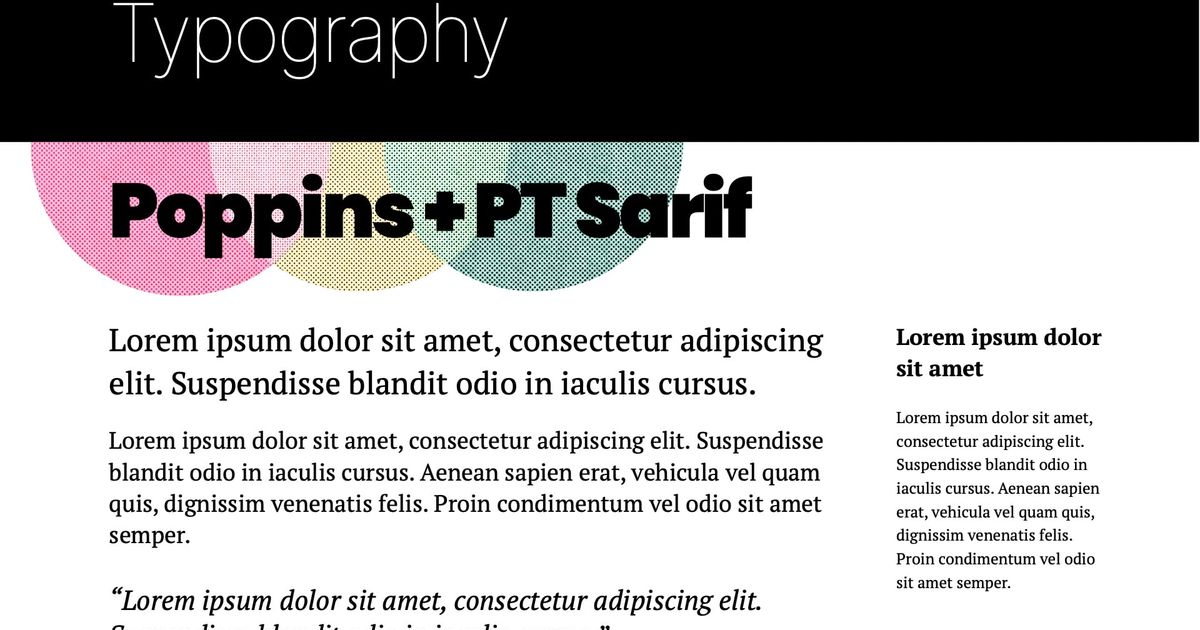 Typography
Poppins + PT Sarif
Lorem ipsum dolor sit amet, consectetur adipiscing
elit. Suspendisse blandit odio in iaculis cursus.
Lorem ipsum dolor sit amet, consectetur adipiscing elit. Suspendisse
blandit odio in iaculis cursus. Aenean sapien erat, vehicula vel quam
quis, dignissim venenatis felis. Proin condimentum vel odio sit amet
semper.
“Lorem ipsum dolor sit amet, consectetur adipiscing elit.
Lorem ipsum dolor
sit amet
Lorem ipsum dolor sit amet,
consectetur adipiscing elit.
Suspendisse blandit odio in
iaculis cursus. Aenean sapien
erat, vehicula vel quam quis,
dignissim venenatis felis.
Proin condimentum vel odio
sit amet semper.